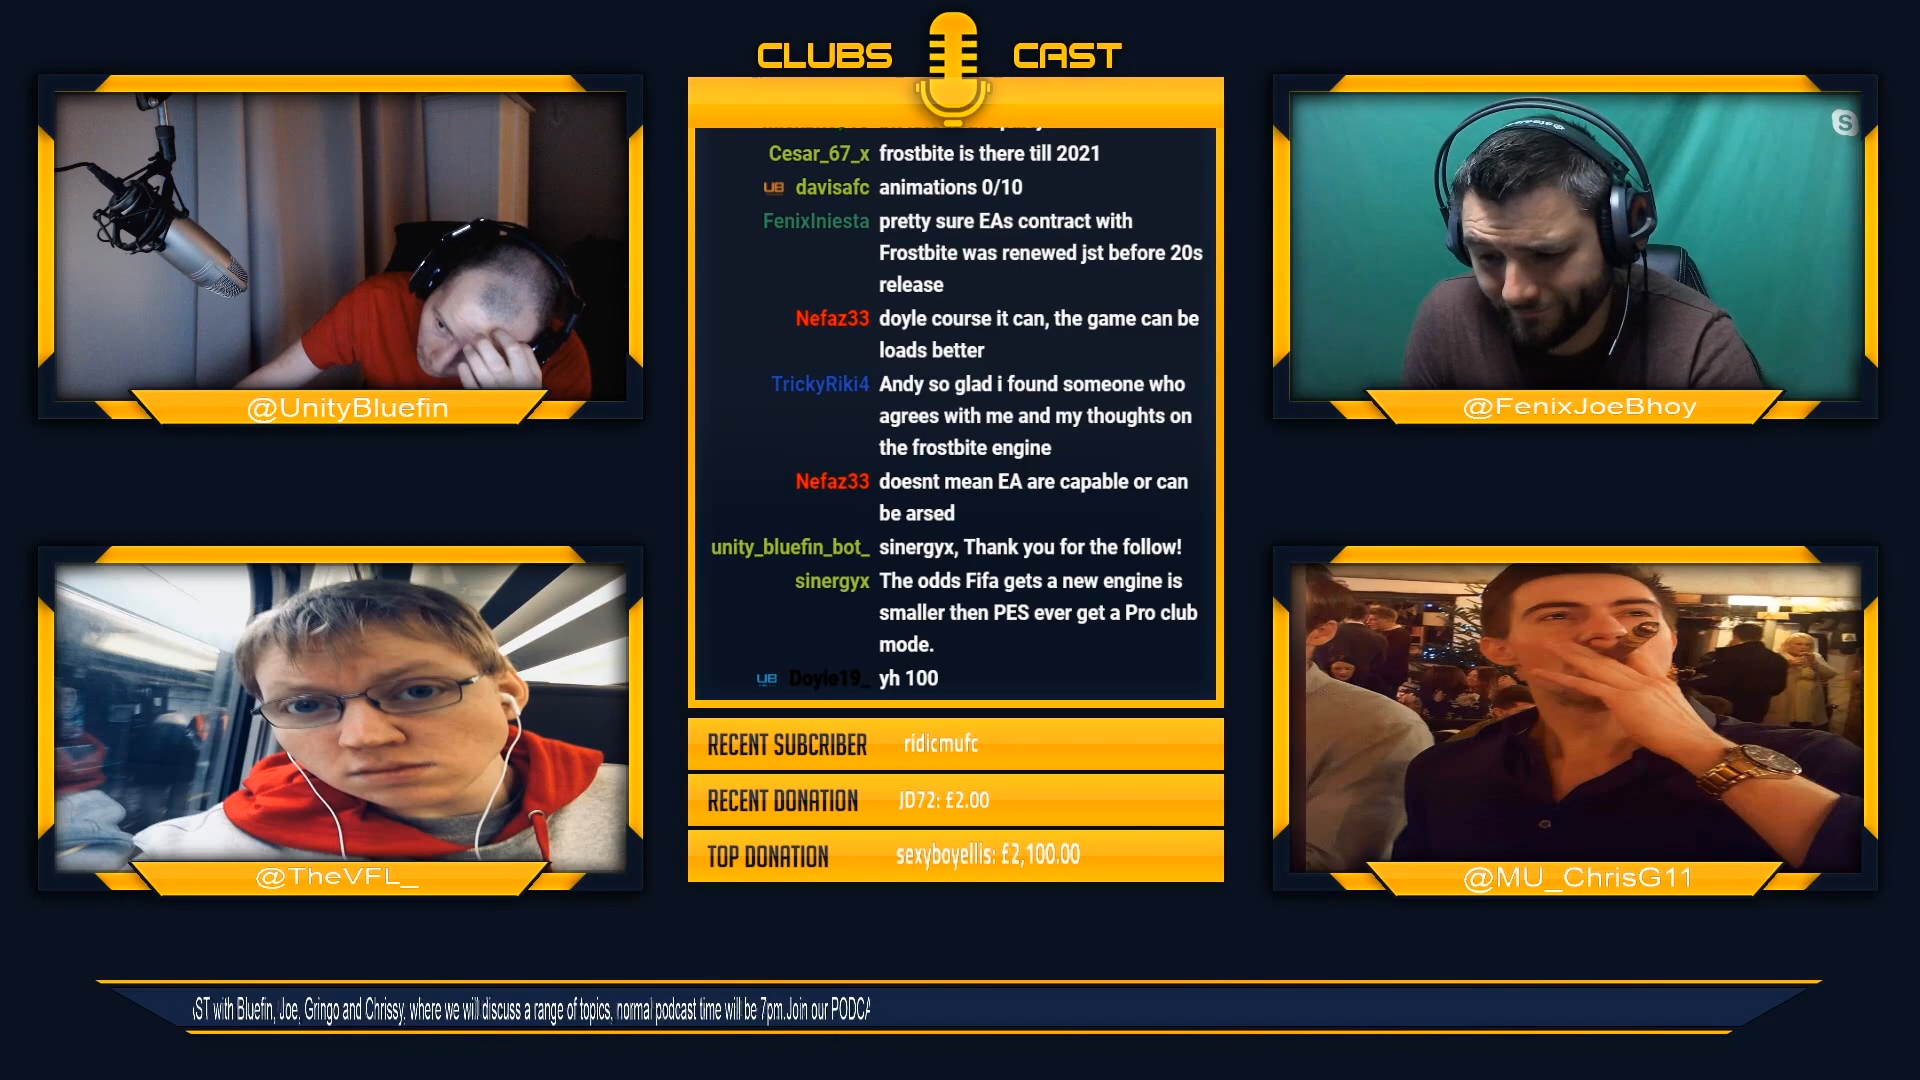 CLUBS CAST
Cesar_67_x frostbite is there till 2021
UB davisafc animations 0/10
FenixIniesta pretty sure EAs contract with
Frostbite was renewed jst before 20s
release
Nefaz33 doyle course it can, the game can be
loads better
TrickyRiki4 Andy so glad i found someone who
agrees with me and my thoughts on
the frostbite engine
Nefaz33 doesnt mean EA are capable or can
be arsed
unity_bluefin_bot_ sinergyx, Thank you for the follow!
sinergyx The odds Fifa gets a new engine is
smaller then PES ever get a Pro club
mode.
UB Doyle19_ yh 100
@UnityBluefin
@FenixJoeBhoy
S
RECENT SUBCRIBER ridicmufc
RECENT DONATION JD72: £2.00
TOP DONATION sexyboyellis: £2,100.00
@TheVFL_
@MU_ChrisG11
ST with Bluefin, Joe, Gringo and Chrissy, where we will discuss a range of topics, normal podcast time will be 7pm.Join our PODCA